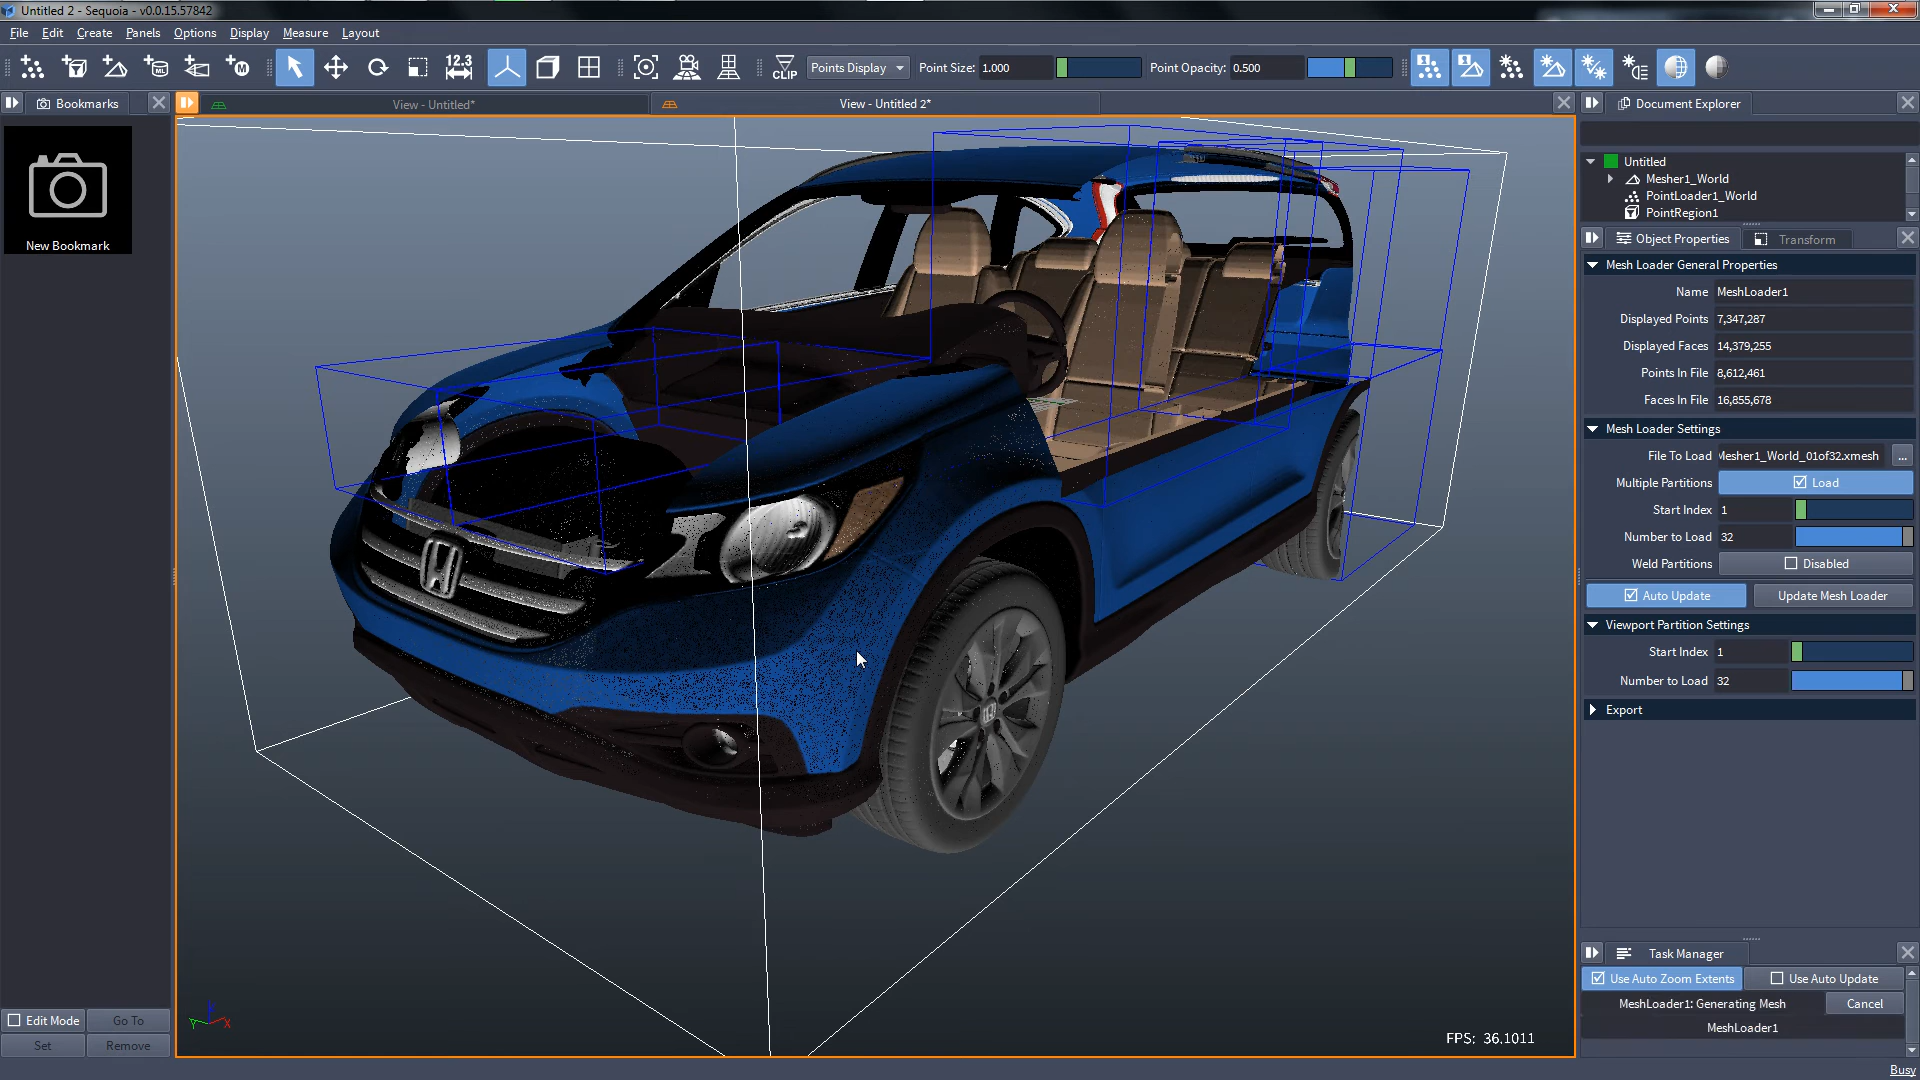 Untitled 2 - Sequoia - v0.0.15.57842
File Edit Create Panels Options Display Measure Layout
12.3 CLIP Points Display Point Size: 1.000 Point Opacity: 0.500
Bookmarks
View - Untitled*
View - Untitled 2*
Document Explorer
New Bookmark
Untitled
Mesher1_World
PointLoader1_World
PointRegion1
Object Properties
Transform
Mesh Loader General Properties
Name MeshLoader1
Displayed Points 7,347,287
Displayed Faces 14,379,255
Points In File 8,612,461
Faces In File 16,855,678
Mesh Loader Settings
File To Load Mesher1_World_01of32.xmesh ...
Multiple Partitions Load
Start Index 1
Number to Load 32
Weld Partitions Disabled
Auto Update Update Mesh Loader
Viewport Partition Settings
Start Index 1
Number to Load 32
Export
Task Manager
Use Auto Zoom Extents Use Auto Update
MeshLoader1: Generating Mesh Cancel
MeshLoader1
Edit Mode Go To
Set Remove
Y X
FPS: 36.1011
Busy